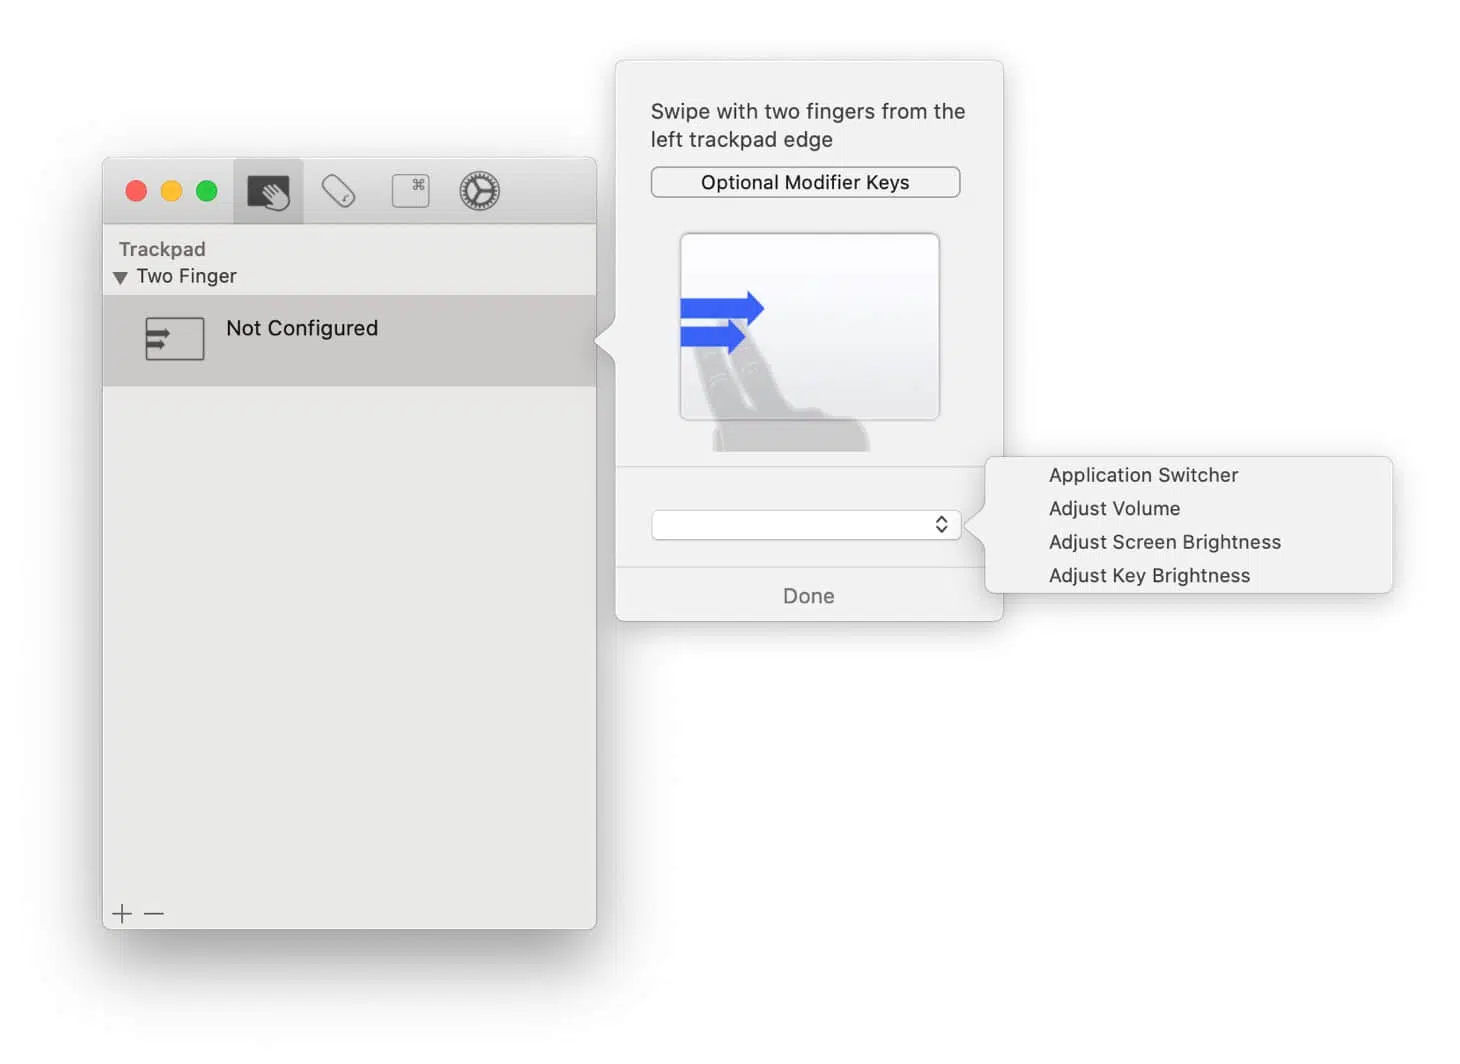 ⌘
Trackpad
Two Finger
Not Configured
Swipe with two fingers from the
left trackpad edge
Optional Modifier Keys
Application Switcher
Adjust Volume
Adjust Screen Brightness
Adjust Key Brightness
Done